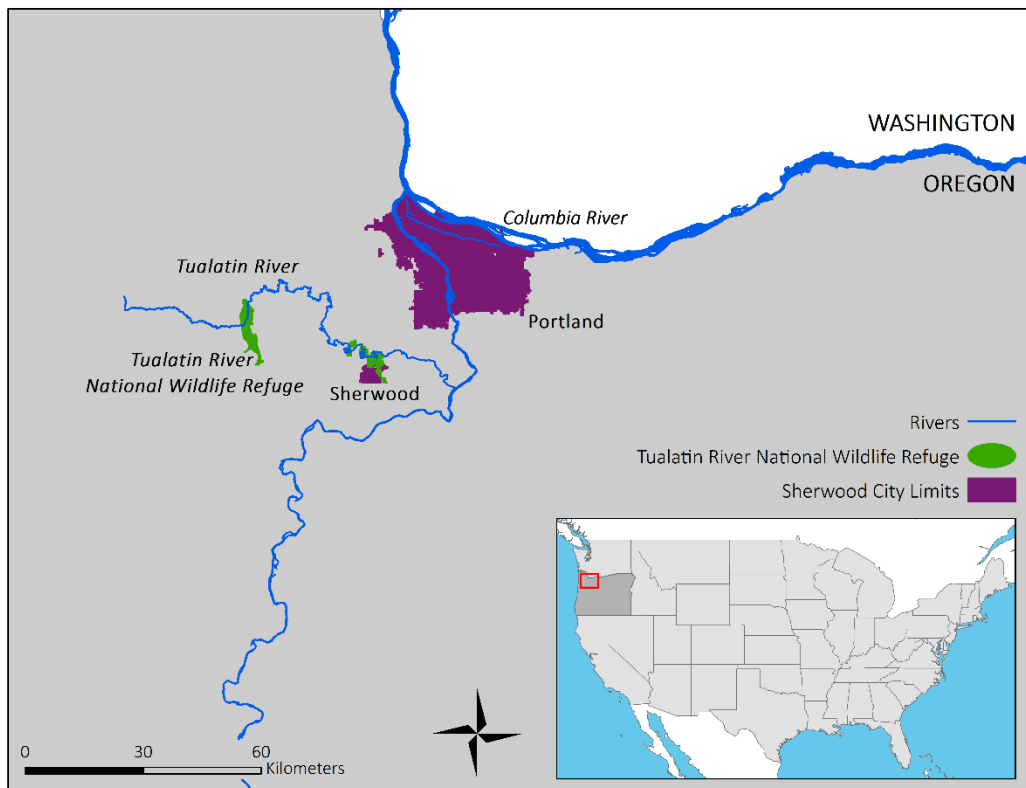 WASHINGTON
OREGON
Columbia River
Tualatin River
Portland
Tualatin River
National Wildlife Refuge
Sherwood
Rivers
Tualatin River National Wildlife Refuge
Sherwood City Limits
0 30 60
Kilometers